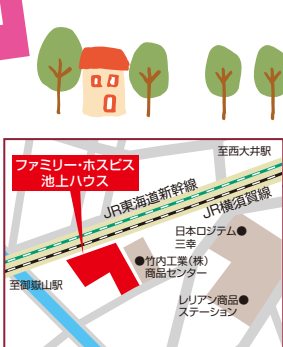 至西大井駅
ファミリー・ホスピス
池上ハウス
JR東海道新幹線
JR横須賀線
日本ロジテム●
三幸
●竹内工業(株)
商品センター
至御嶽山駅
レリアン商品●
ステーション